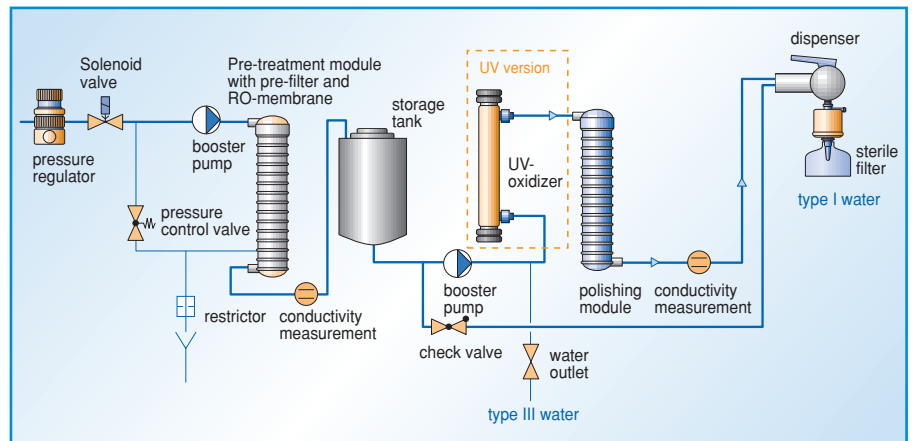 Solenoid
valve
Pre-treatment module
with pre-filter and
RO-membrane
UV version
dispenser
storage
tank
pressure
regulator
booster
pump
UV-
oxidizer
sterile
filter
type I water
pressure
control valve
restrictor
conductivity
measurement
booster
pump
polishing
module
conductivity
measurement
check valve
water
outlet
type III water